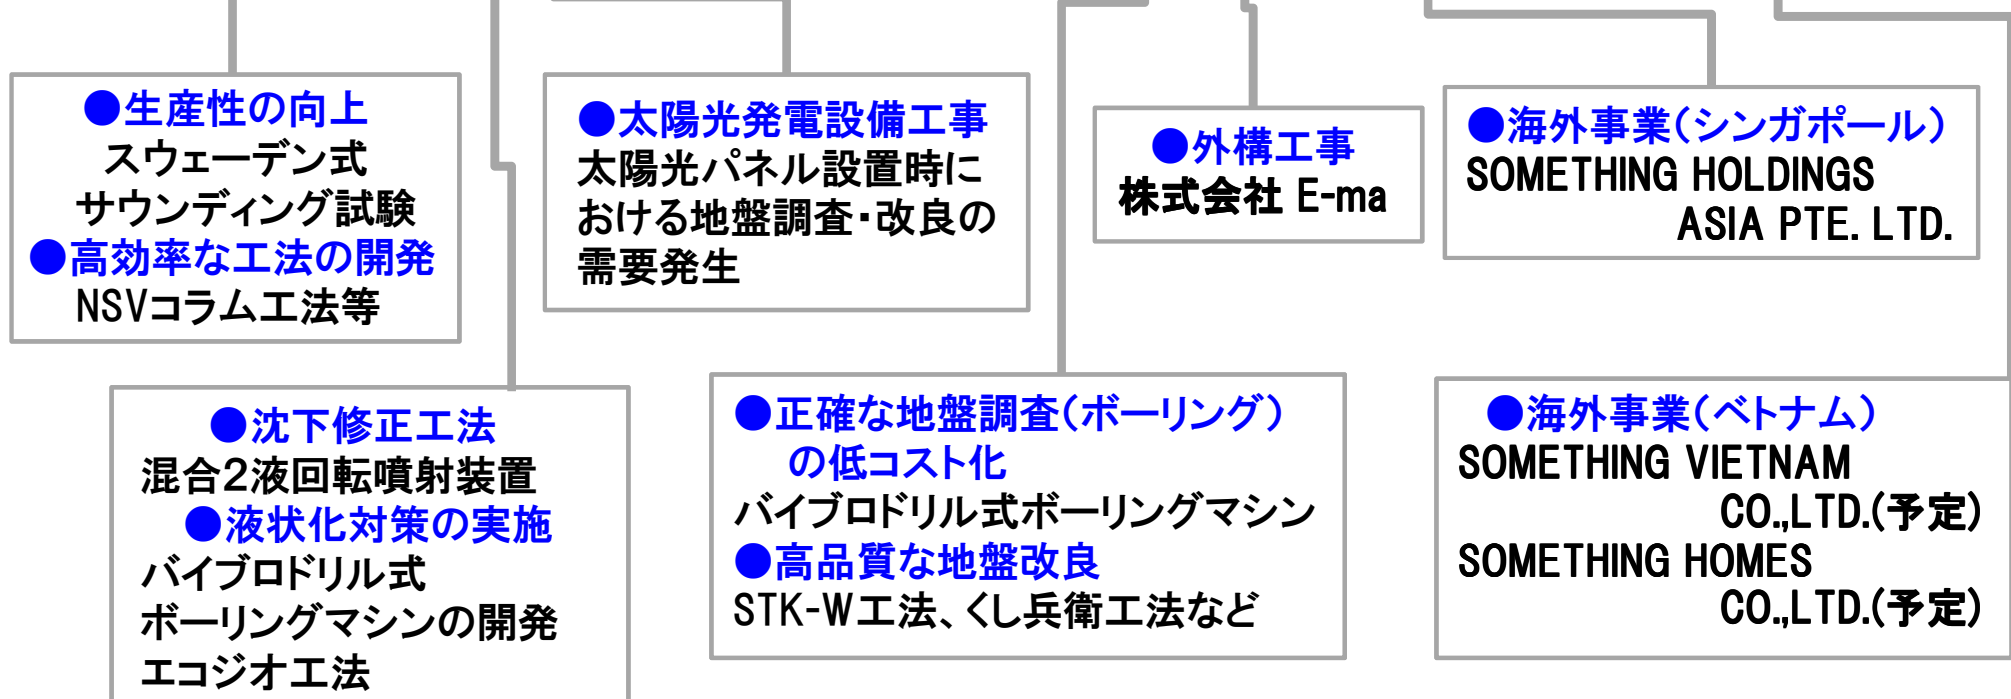 ●生産性の向上
スウェーデン式
サウンディング試験
●高効率な工法の開発
NSVコラム工法等
●太陽光発電設備工事
太陽光パネル設置時に
おける地盤調査・改良の
需要発生
●外構工事
株式会社 E-ma
●海外事業(シンガポール)
SOMETHING HOLDINGS
ASIA PTE. LTD.
●沈下修正工法
混合2液回転噴射装置
●液状化対策の実施
バイブロドリル式
ボーリングマシンの開発
エコジオ工法
●正確な地盤調査(ボーリング)
の低コスト化
バイブロドリル式ボーリングマシン
●高品質な地盤改良
STK-W工法、くし兵衛工法など
●海外事業(ベトナム)
SOMETHING VIETNAM
CO.,LTD.(予定)
SOMETHING HOMES
CO.,LTD.(予定)